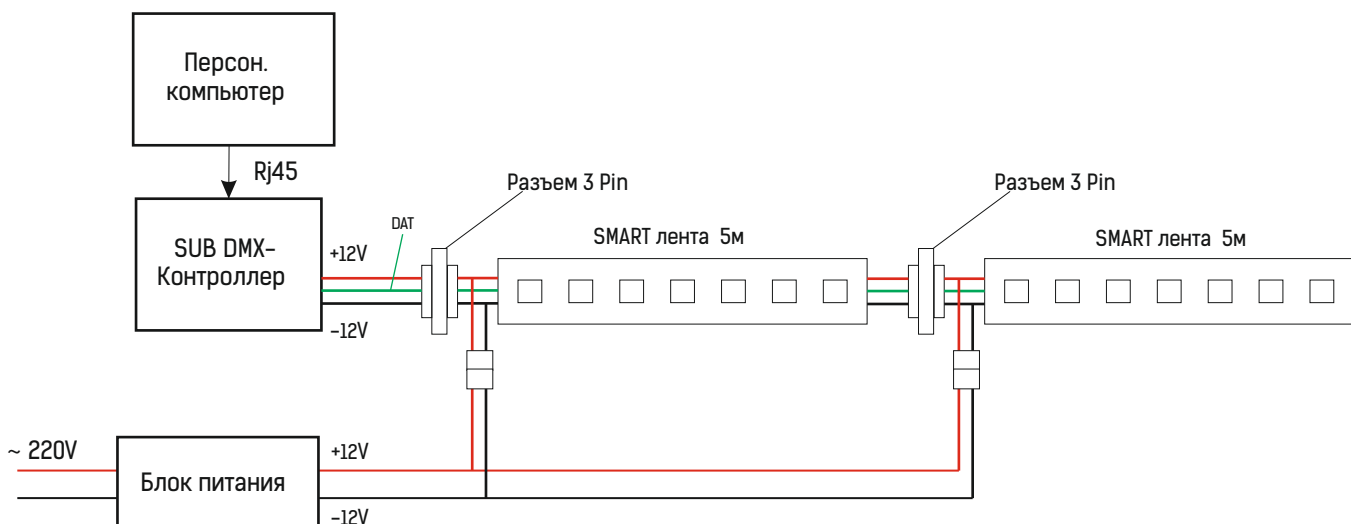 Персон.
компьютер
Rj45
Разъем 3 Pin
Разъем 3 Pin
DAT
SMART лента 5м
SMART лента 5м
SUB DMX-
Контроллер
+12V
-12V
~ 220V
+12V
Блок питания
-12V